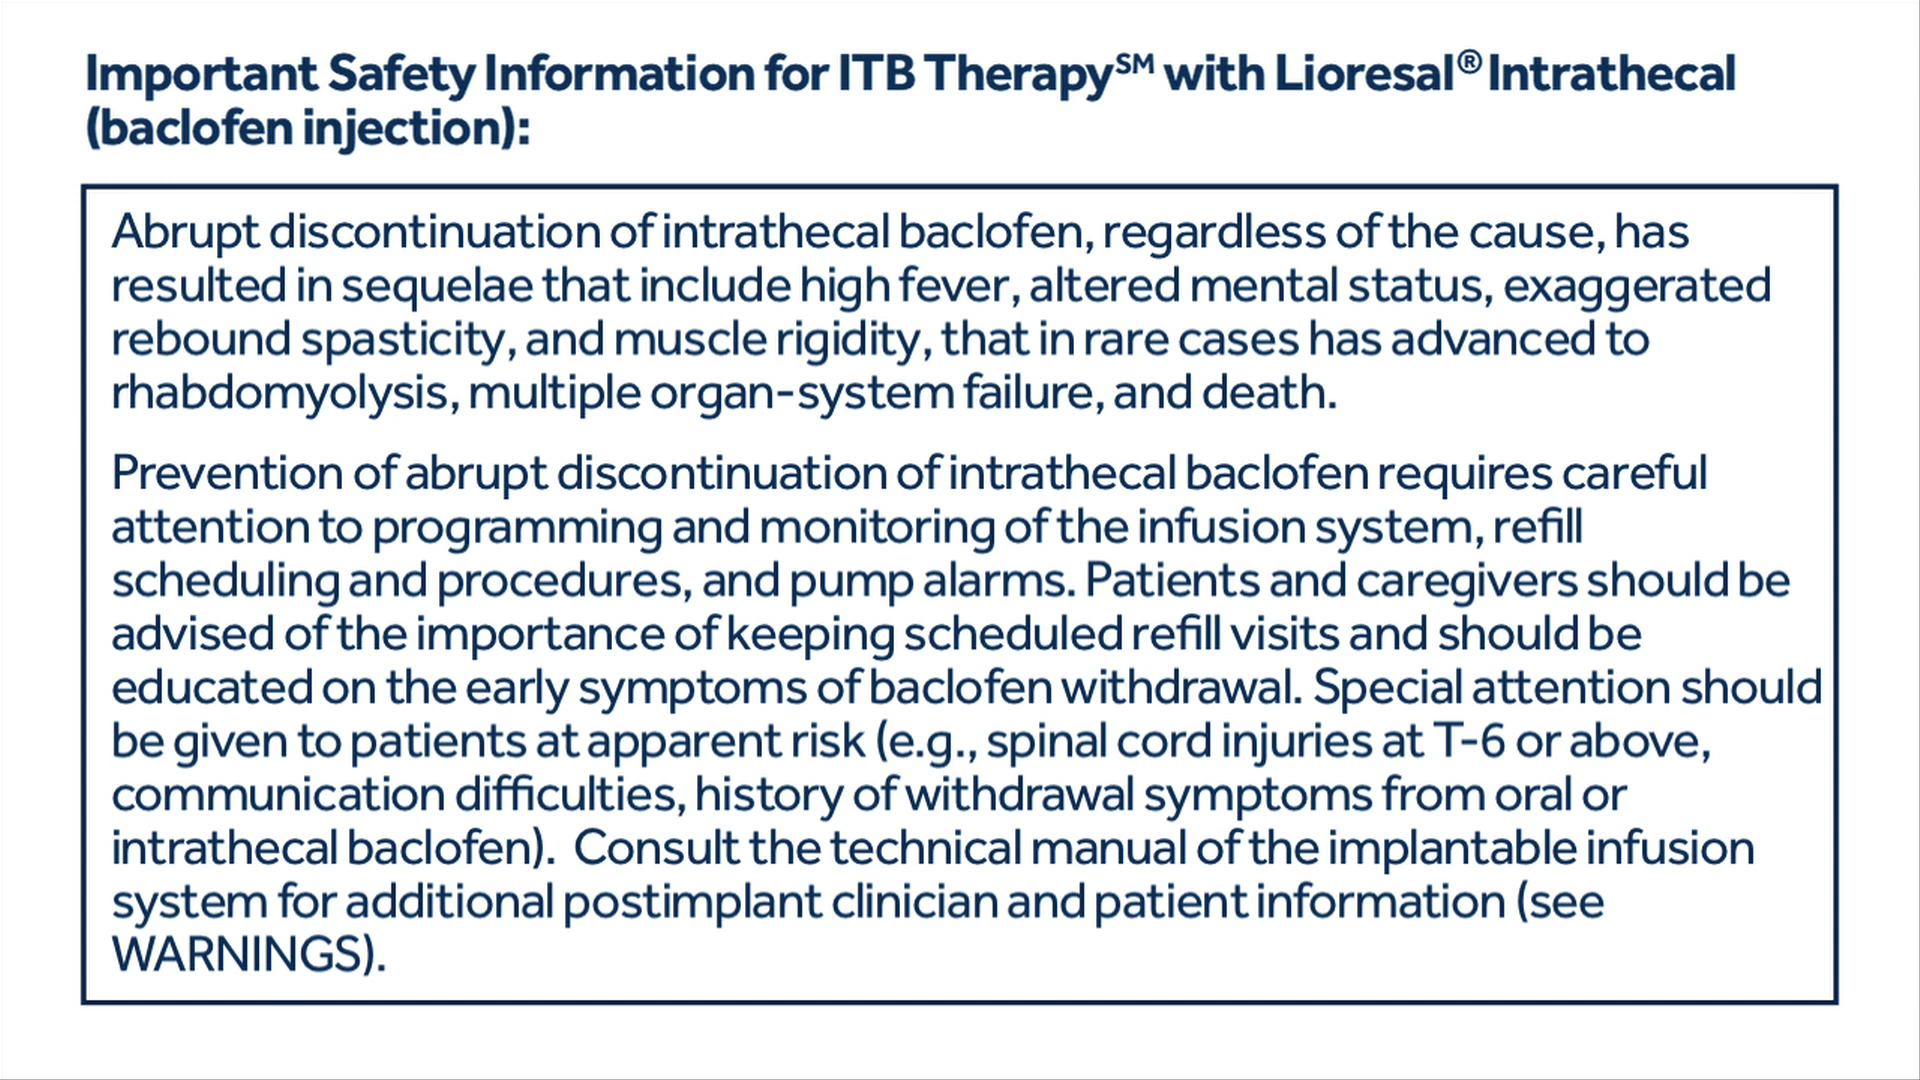 Important Safety Information for ITB Therapy℠ with Lioresal® Intrathecal
(baclofen injection):
Abrupt discontinuation of intrathecal baclofen, regardless of the cause, has
resulted in sequelae that include high fever, altered mental status, exaggerated
rebound spasticity, and muscle rigidity, that in rare cases has advanced to
rhabdomyolysis, multiple organ-system failure, and death.
Prevention of abrupt discontinuation of intrathecal baclofen requires careful
attention to programming and monitoring of the infusion system, refill
scheduling and procedures, and pump alarms. Patients and caregivers should be
advised of the importance of keeping scheduled refill visits and should be
educated on the early symptoms of baclofen withdrawal. Special attention should
be given to patients at apparent risk (e.g., spinal cord injuries at T-6 or above,
communication difficulties, history of withdrawal symptoms from oral or
intrathecal baclofen).  Consult the technical manual of the implantable infusion
system for additional postimplant clinician and patient information (see
WARNINGS).